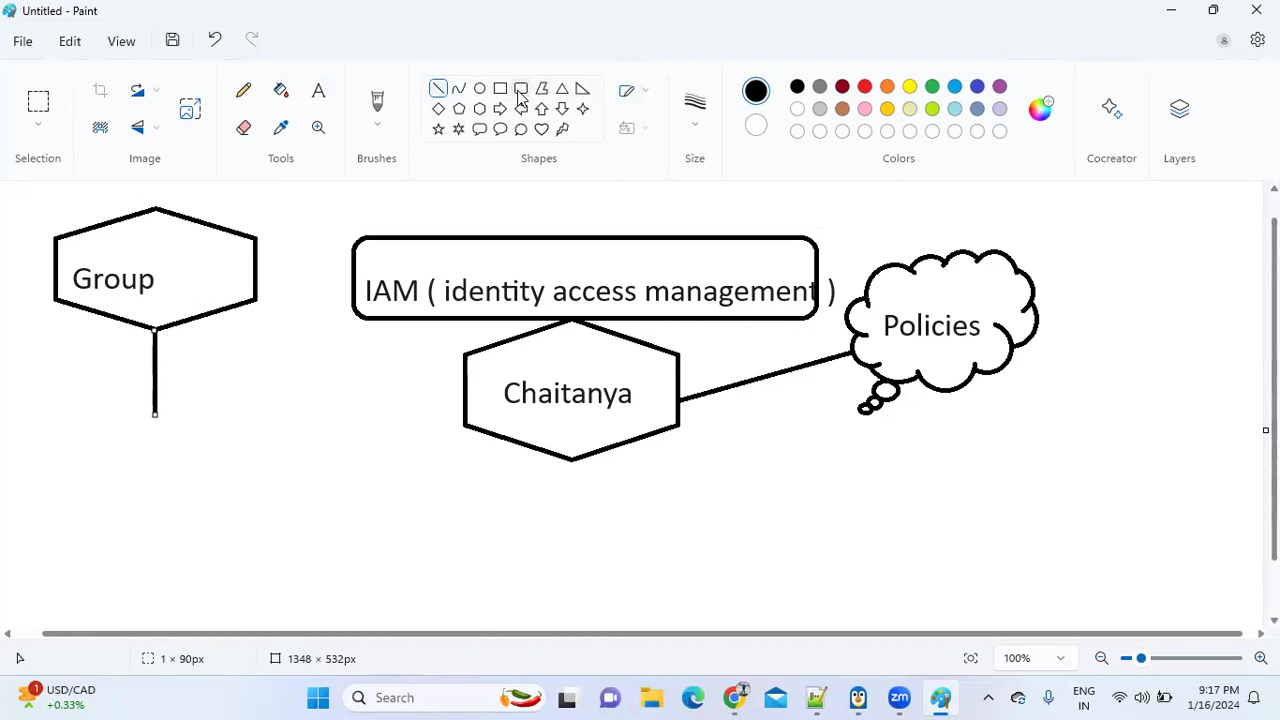 Untitled - Paint
File
Edit
View
Selection
Image
Tools
Brushes
Shapes
Size
Colors
Cocreator
Layers
Group
IAM ( identity access management )
Policies
Chaitanya
1 × 90px
1348 × 532px
100%
USD/CAD
+0.33%
1
Search
ENG
IN
9:17 PM
1/16/2024